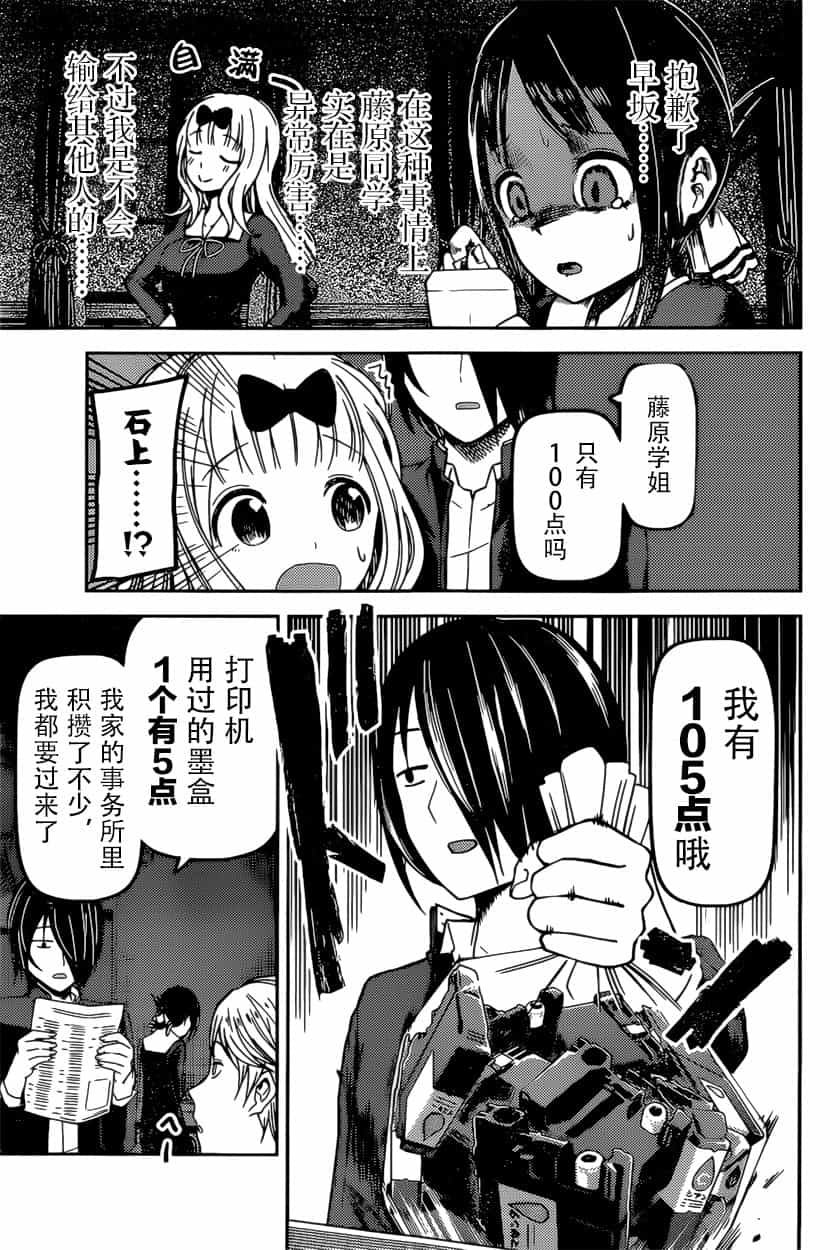 抱歉了
早坂……
在这种事情上
藤原同学
实在是
异常厉害……
自满一
不过我是不会
输给其他人的……
藤原学姐
只有
100点吗
石上……!?
我有
105点哦
打印机
用过的墨盒
1个有5点
我家的事务所里
积攒了不少，
我都要过来了
へ